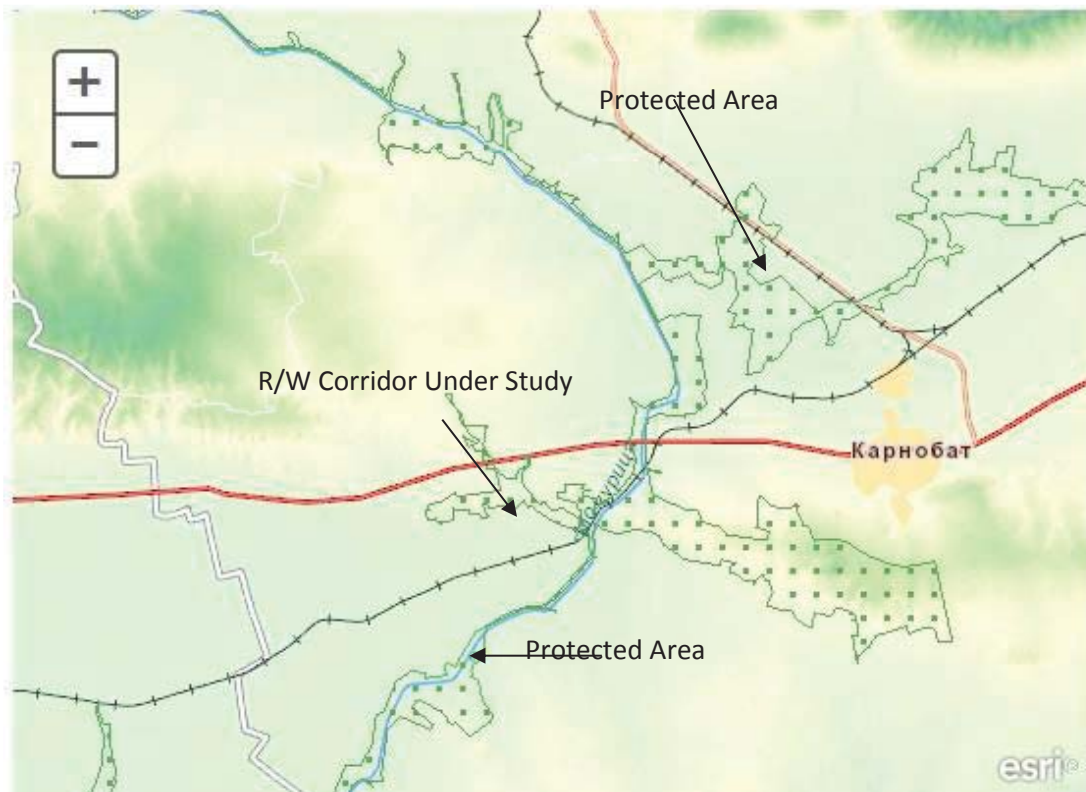 +
Protected Area
−
R/W Corridor Under Study
Карнобат
Protected Area
esri